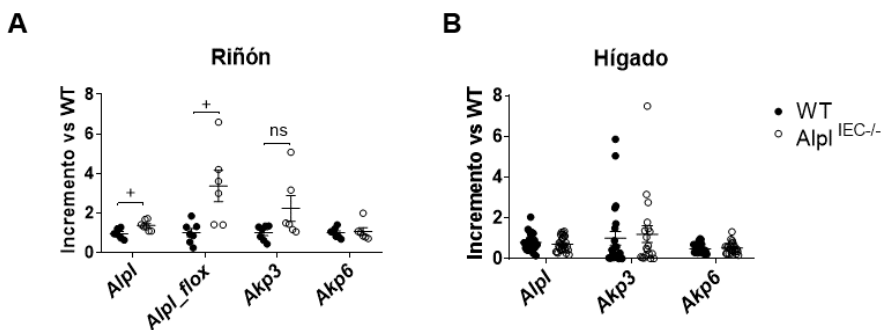 A
Riñón
Incremento vs WT
8
6
4
2
0
+
+
ns
Alpl
Alpl_flox
Akp3
Akp6
B
Hígado
Incremento vs WT
8
6
4
2
0
Alpl
Akp3
Akp6
WT
Alpl IEC-/-